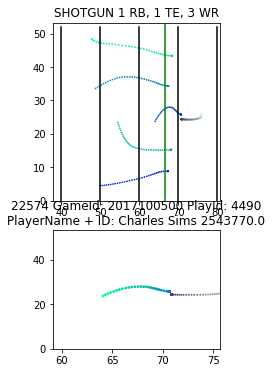 SHOTGUN 1 RB, 1 TE, 3 WR
50
40
30
20
10
0
40 50 60 70 80
22574 GameId: 2017100500 PlayId: 4490
PlayerName + ID: Charles Sims 2543770.0
40
20
0
60 65 70 75